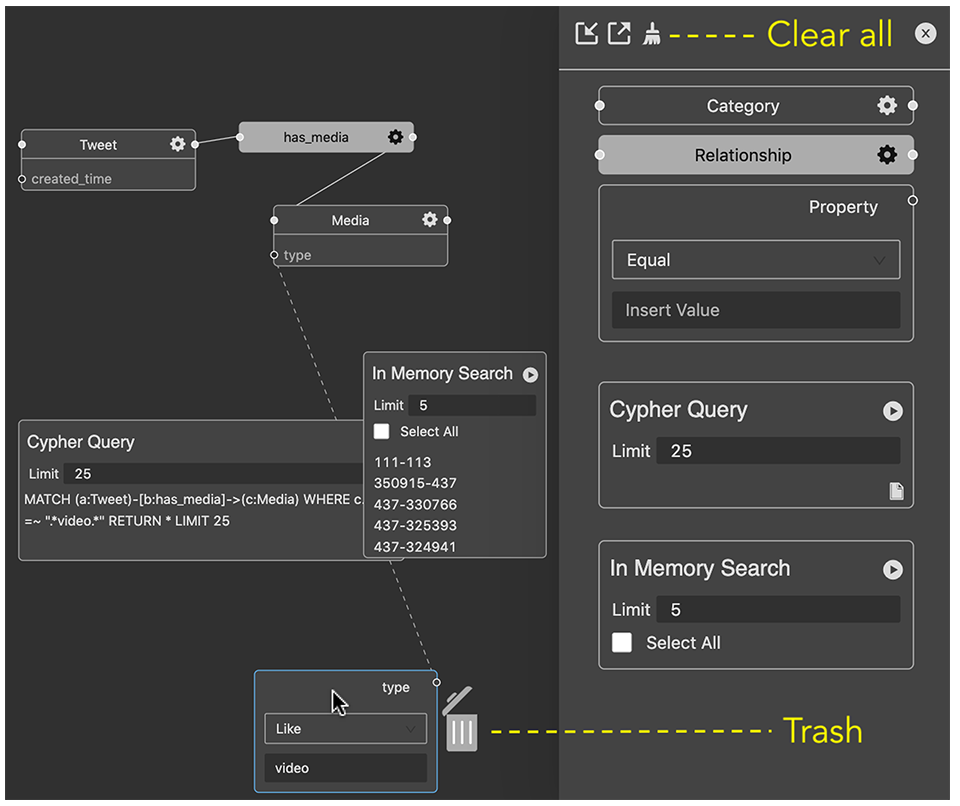 Clear all
Category
Relationship
Property
Equal
Insert Value
Cypher Query
Limit 25
In Memory Search
Limit 5
Select All
Tweet
created_time
has_media
Media
type
In Memory Search
Limit 5
Select All
111-113
350915-437
437-330766
437-325393
437-324941
Cypher Query
Limit 25
MATCH (a:Tweet)-[b:has_media]->(c:Media) WHERE c.
=~ ".*video.*" RETURN * LIMIT 25
type
Like
video
Trash